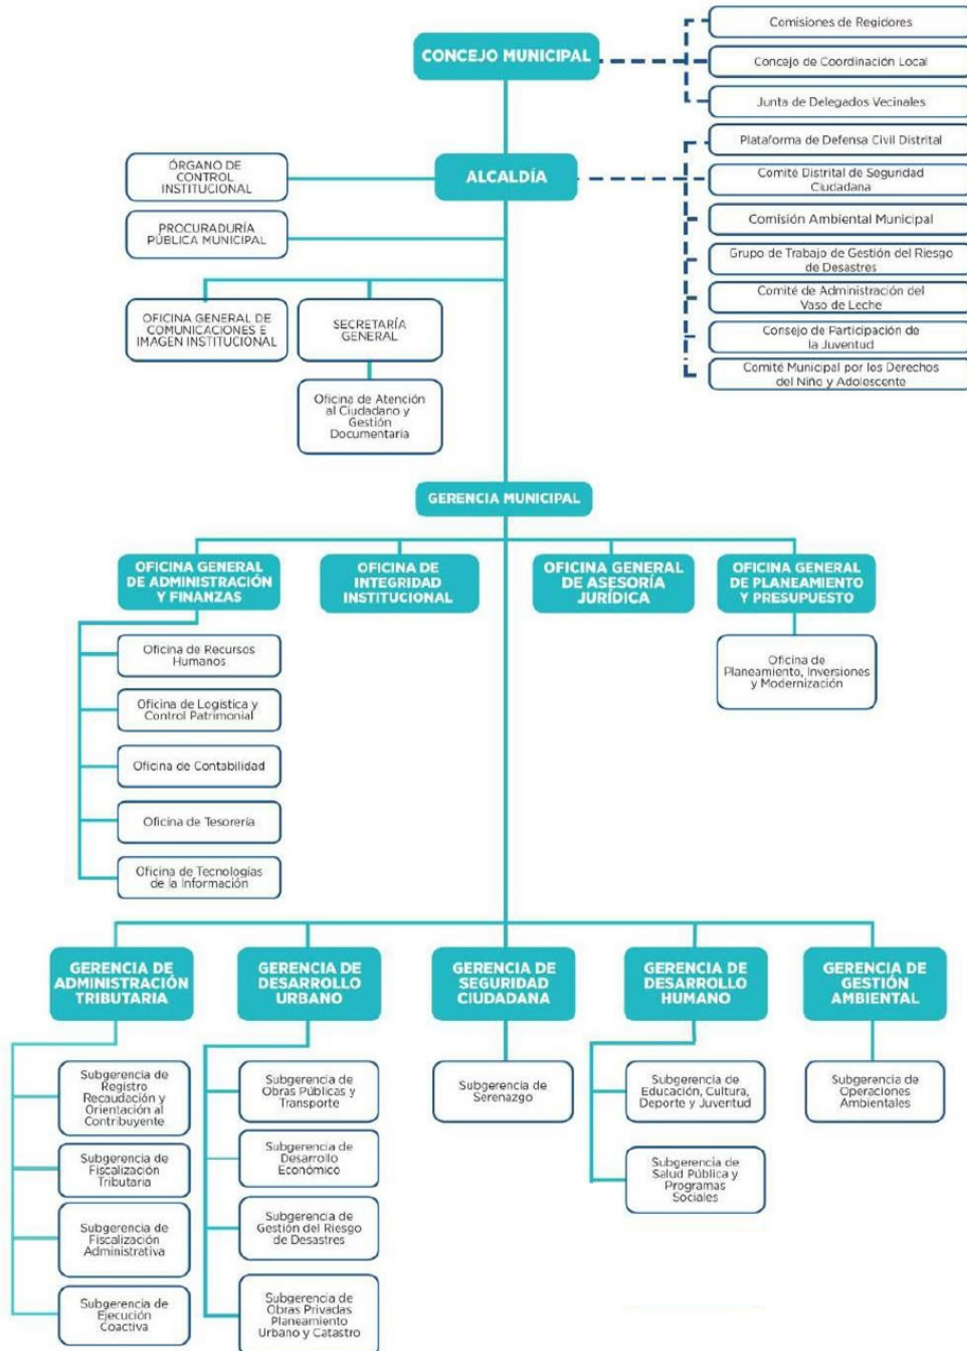 Comisiones de Regidores
CONCEJO MUNICIPAL
Concejo de Coordinación Local
Junta de Delegados Vecinales
Plataforma de Defensa Civil Distrital
ÓRGANO DE
CONTROL
INSTITUCIONAL
ALCALDÍA
Comité Distrital de Seguridad
Ciudadana
PROCURADURÍA
PÚBLICA MUNICIPAL
Comisión Ambiental Municipal
Grupo de Trabajo de Gestión del Riesgo
de Desastres
Comité de Administración del
Vaso de Leche
Consejo de Participación de
la Juventud
Comité Municipal por los Derechos
del Niño y Adolescente
OFICINA GENERAL DE
COMUNICACIONES E
IMAGEN INSTITUCIONAL
SECRETARÍA
GENERAL
Oficina de Atención
al Ciudadano y
Gestión
Documentaria
GERENCIA MUNICIPAL
OFICINA GENERAL
DE ADMINISTRACIÓN
Y FINANZAS
OFICINA DE
INTEGRIDAD
INSTITUCIONAL
OFICINA GENERAL
DE ASESORÍA
JURÍDICA
OFICINA GENERAL
DE PLANEAMIENTO
Y PRESUPUESTO
Oficina de Recursos
Humanos
Oficina de Logística y
Control Patrimonial
Oficina de Contabilidad
Oficina de Tesorería
Oficina de Tecnologías
de la Información
Oficina de
Planeamiento, Inversiones
y Modernización
GERENCIA DE
ADMINISTRACIÓN
TRIBUTARIA
GERENCIA DE
DESARROLLO
URBANO
GERENCIA DE
SEGURIDAD
CIUDADANA
GERENCIA DE
DESARROLLO
HUMANO
GERENCIA DE
GESTIÓN
AMBIENTAL
Subgerencia de
Registro
Recaudación y
Orientación al
Contribuyente
Subgerencia de
Fiscalización
Tributaria
Subgerencia de
Fiscalización
Administrativa
Subgerencia de
Ejecución
Coactiva
Subgerencia de
Obras Públicas y
Transporte
Subgerencia de
Desarrollo
Económico
Subgerencia de
Gestión del Riesgo
de Desastres
Subgerencia de
Obras Privadas
Planeamiento
Urbano y Catastro
Subgerencia de
Serenazgo
Subgerencia de
Educación, Cultura,
Deporte y Juventud
Subgerencia de
Salud Pública y
Programas
Sociales
Subgerencia de
Operaciones
Ambientales